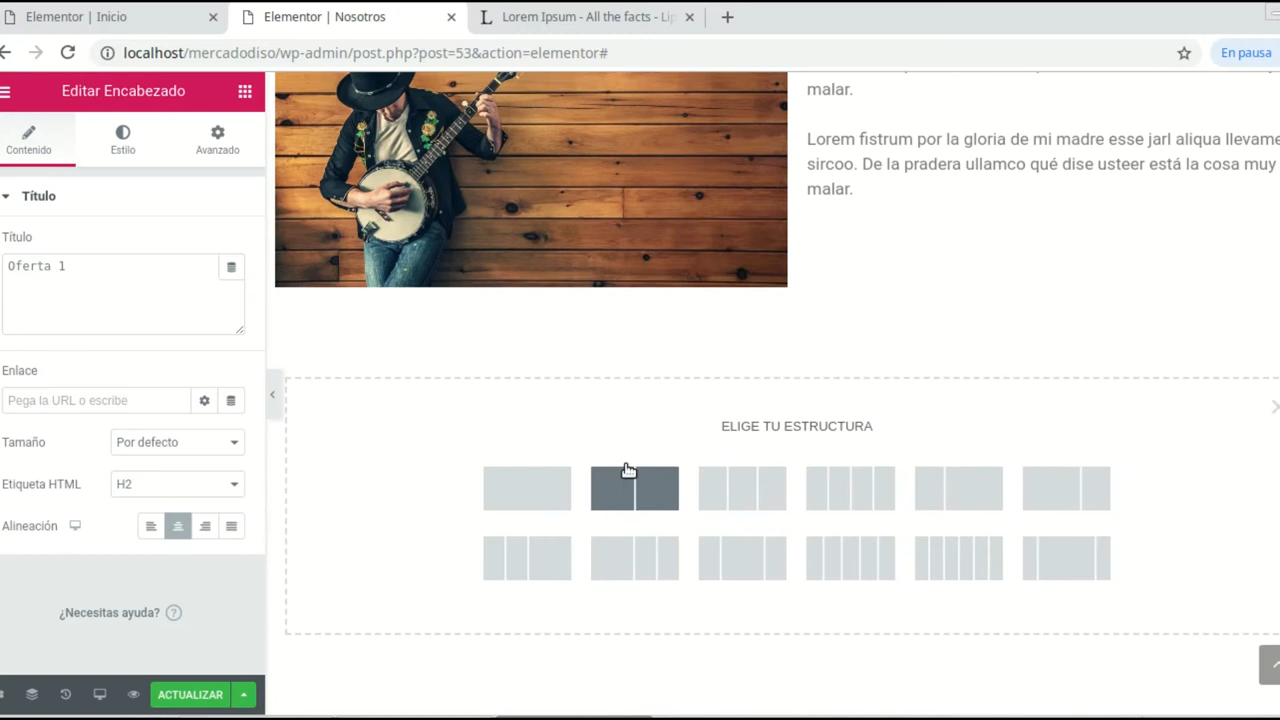 Elementor | Inicio
Elementor | Nosotros
Lorem Ipsum - All the facts - Lip
localhost/mercadodiso/wp-admin/post.php?post=53&action=elementor#
En pausa
Editar Encabezado
Contenido
Estilo
Avanzado
Título
Título
Oferta 1
Enlace
Pega la URL o escribe
Tamaño
Por defecto
Etiqueta HTML
H2
Alineación
¿Necesitas ayuda?
ACTUALIZAR
malar.
Lorem fistrum por la gloria de mi madre esse jarl aliqua llevame
sircoo. De la pradera ullamco qué dise usteer está la cosa muy
malar.
ELIGE TU ESTRUCTURA